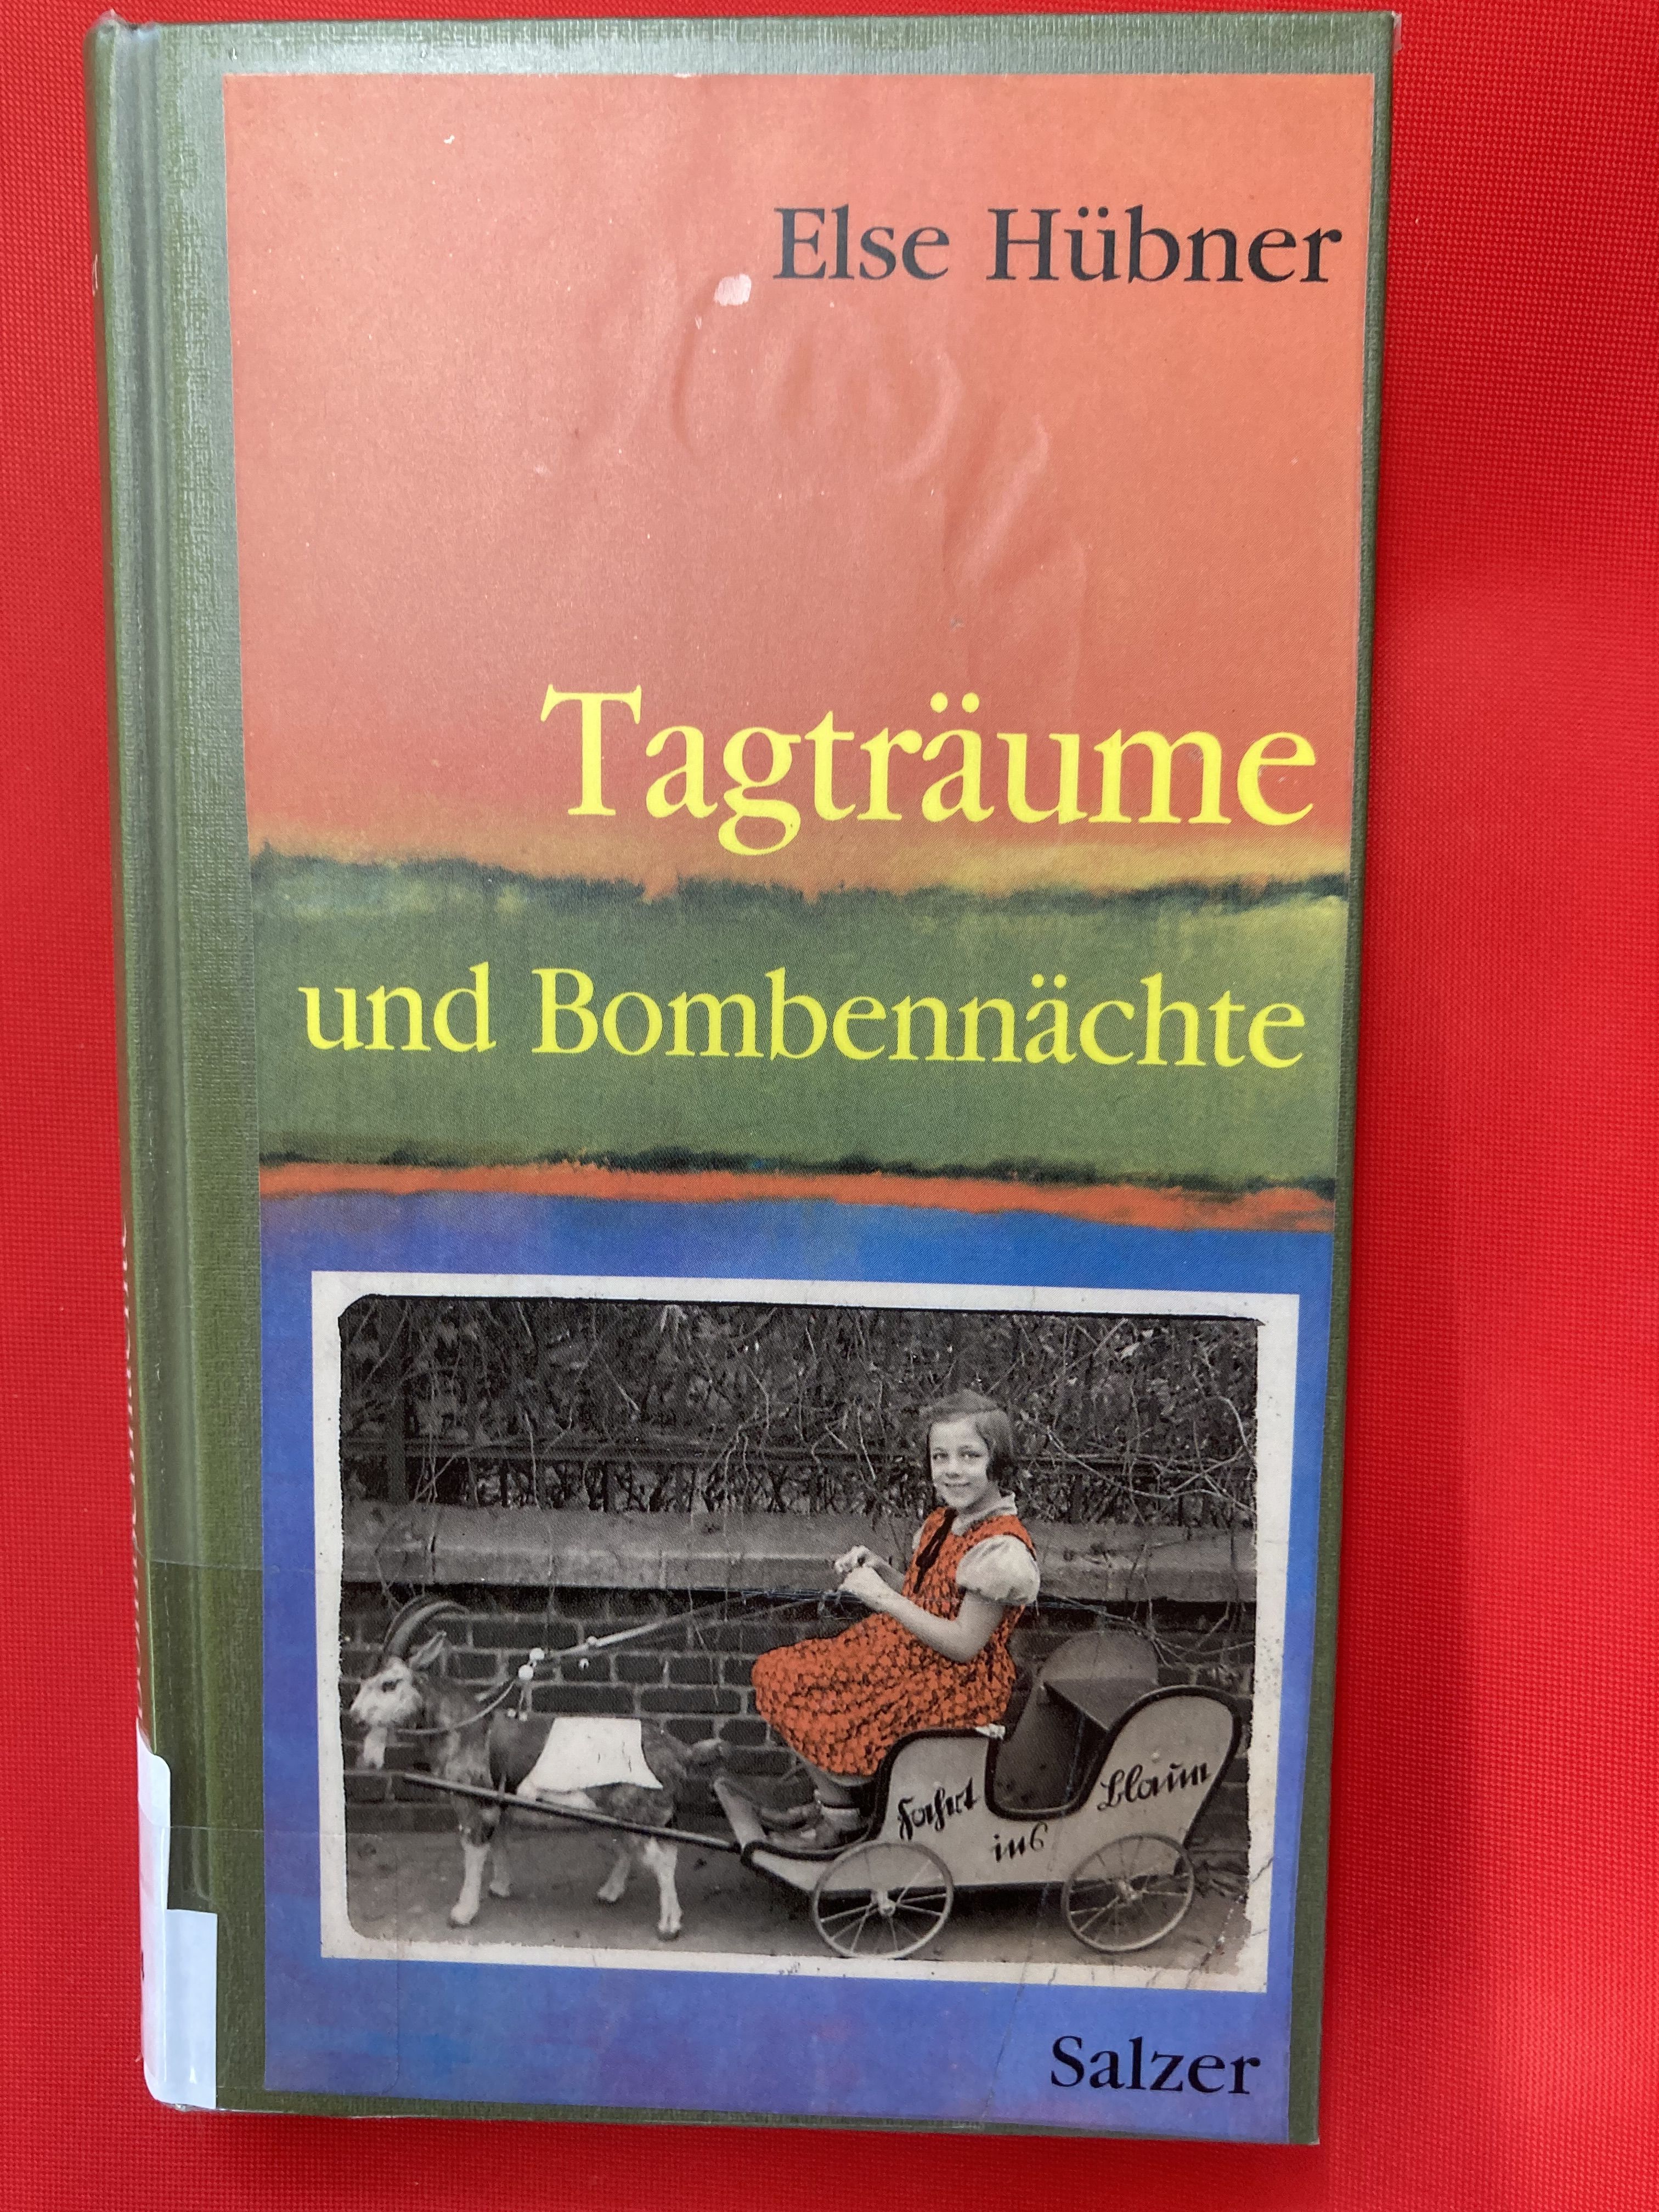 Else Hübner
Tagträume
und Bombennächte
Fahrt
ins
Blaue
Salzer